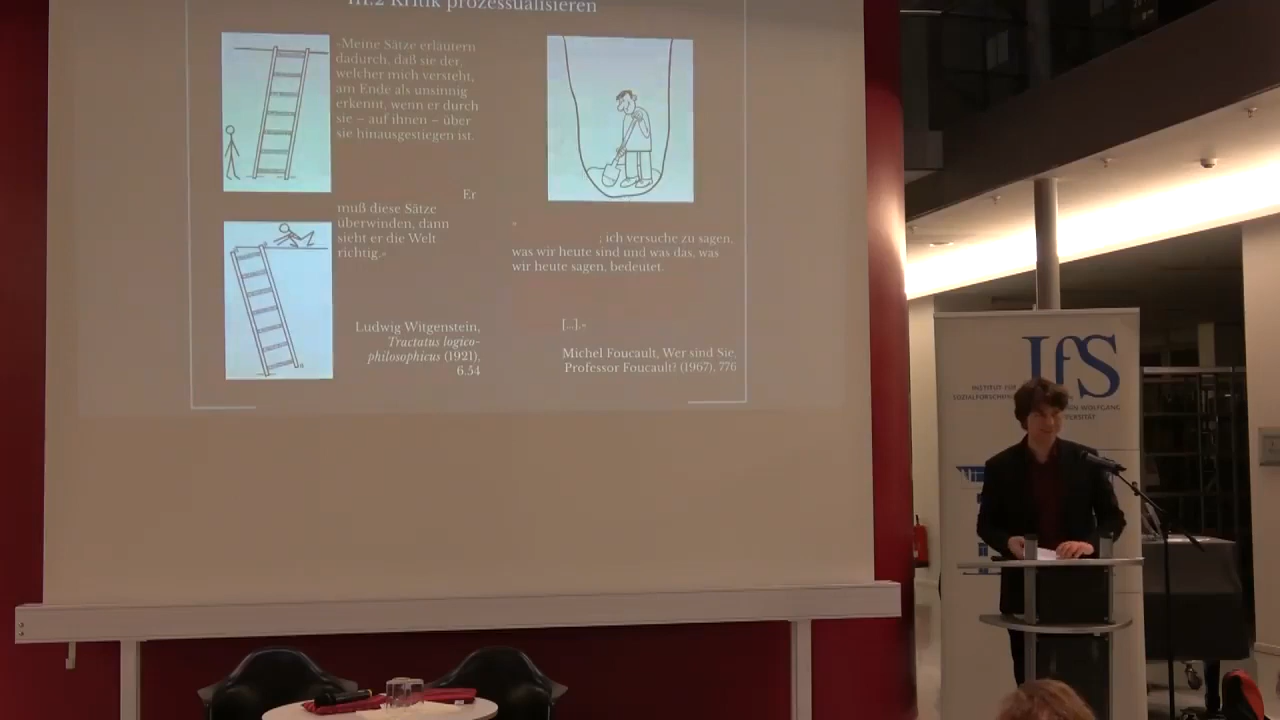 III.2 Kritik prozessualisieren
»Meine Sätze erläutern
dadurch, daß sie der,
welcher mich versteht,
am Ende als unsinnig
erkennt, wenn er durch
sie – auf ihnen – über
sie hinausgestiegen ist.
Er
muß diese Sätze
überwinden, dann
sieht er die Welt
richtig.«
Ludwig Witgenstein,
Tractatus logico-
philosophicus (1921),
6.54
»
; ich versuche zu sagen,
was wir heute sind und was das, was
wir heute sagen, bedeutet.
[...].«
Michel Foucault, Wer sind Sie,
Professor Foucault? (1967), 776
IfS
INSTITUT FÜR
SOZIALFORSCHUNG
WOLFGANG